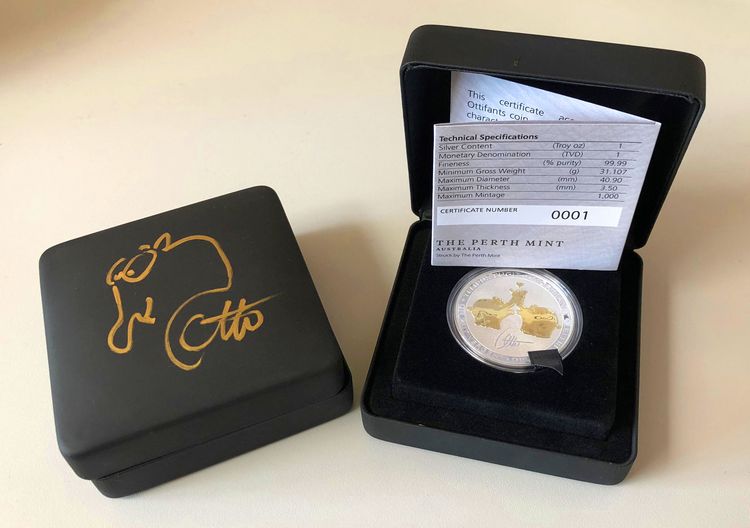 Otto
This certificate
Ottifants coin
Technical Specifications
Silver Content (Troy oz) 1
Monetary Denomination (TVD) 1
Fineness (% purity) 99.99
Minimum Gross Weight (g) 31.107
Maximum Diameter (mm) 40.90
Maximum Thickness (mm) 3.50
Maximum Mintage 1,000
CERTIFICATE NUMBER 0001
THE PERTH MINT
AUSTRALIA
Struck by The Perth Mint
Otto